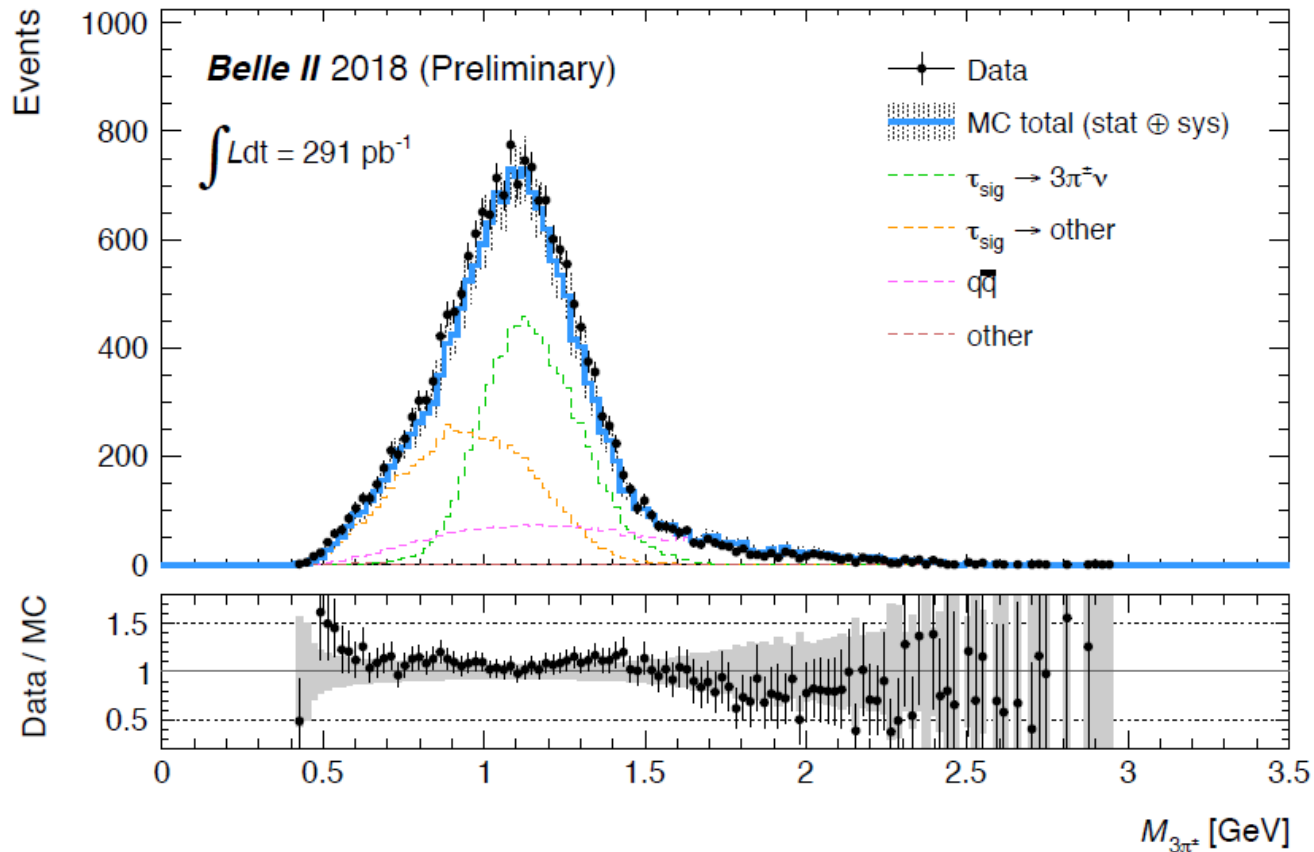 Events
1000
800
600
400
200
0
Belle II 2018 (Preliminary)
∫Ldt = 291 pb⁻¹
Data
MC total (stat ⊕ sys)
τsig → 3π±ν
τsig → other
qq̄
other
Data / MC
1.5
1
0.5
0 0.5 1 1.5 2 2.5 3 3.5
M3π± [GeV]